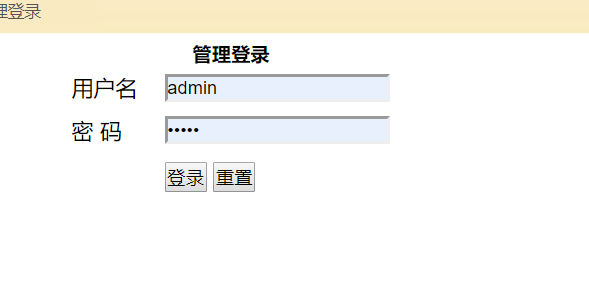 理登录
管理登录
用户名 admin
密 码 •••••
登录 重置